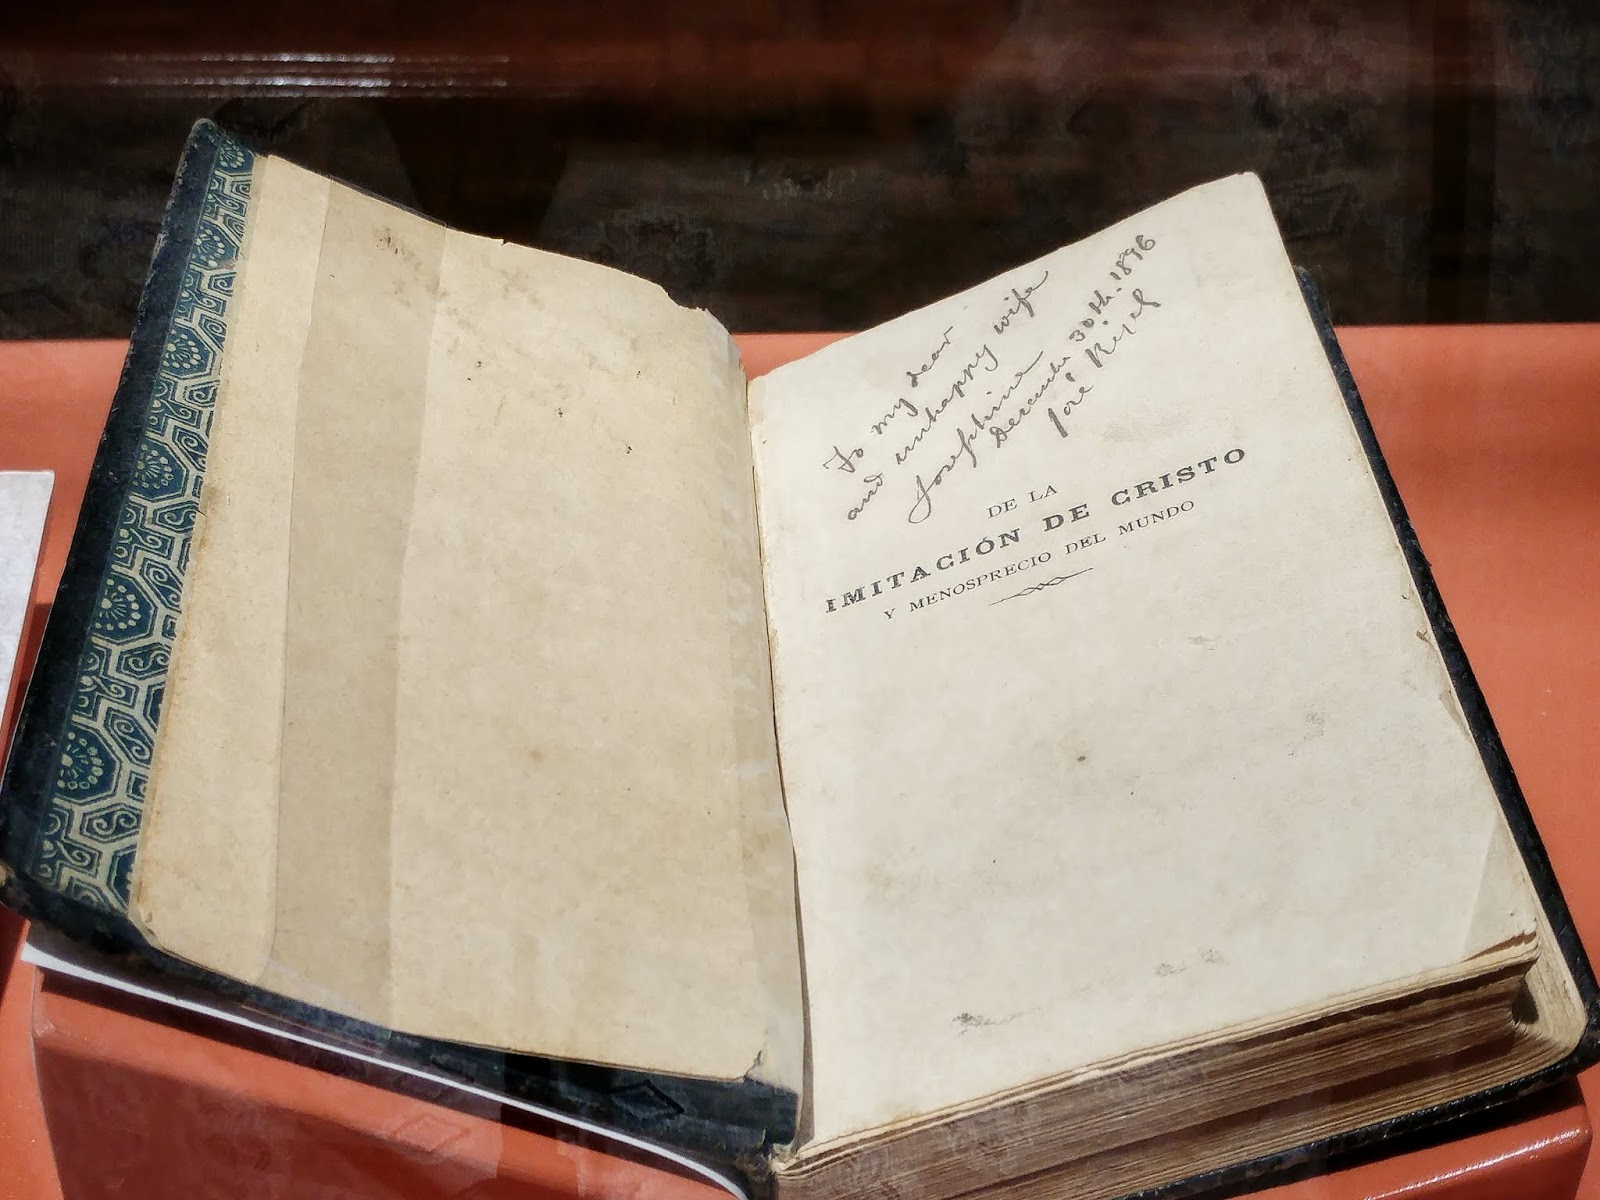 To my dear
and unhappy wife
Josephine
December 30th. 1896
José Rizal
DE LA
IMITACIÓN DE CRISTO
Y MENOSPRECIO DEL MUNDO